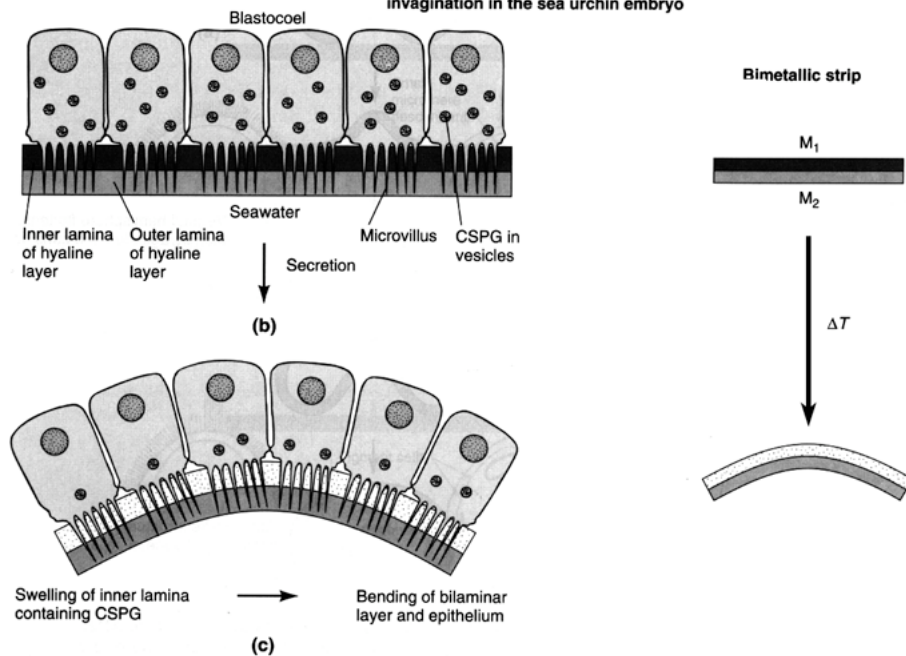 invagination in the sea urchin embryo
Blastocoel
Bimetallic strip
M₁
M₂
Seawater
Inner lamina
of hyaline
layer
Outer lamina
of hyaline
layer
Microvillus
CSPG in
vesicles
Secretion
(b)
ΔT
Swelling of inner lamina
containing CSPG
Bending of bilaminar
layer and epithelium
(c)